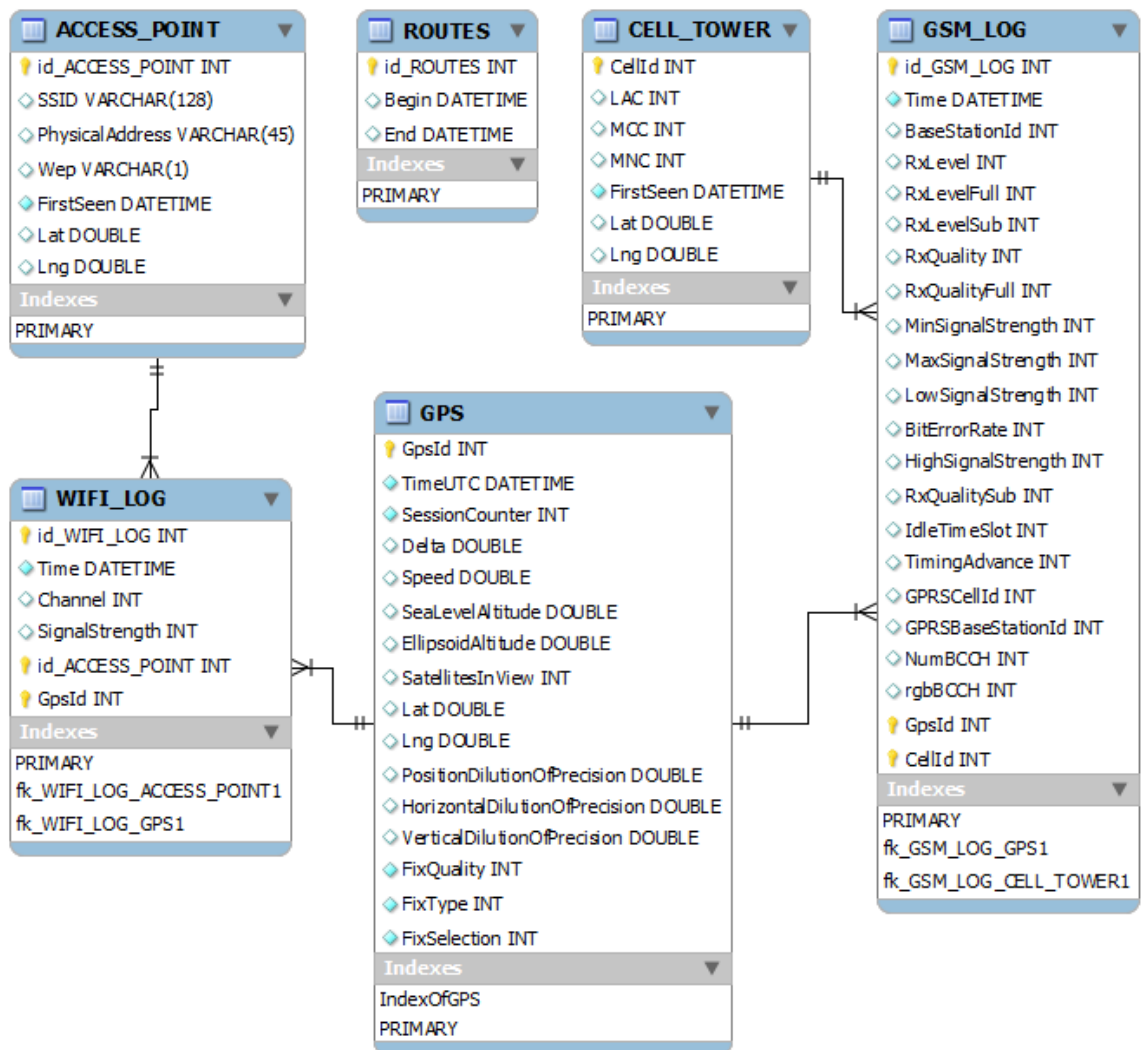 ACCESS_POINT
id_ACCESS_POINT INT
SSID VARCHAR(128)
PhysicalAddress VARCHAR(45)
Wep VARCHAR(1)
FirstSeen DATETIME
Lat DOUBLE
Lng DOUBLE
Indexes
PRIMARY
ROUTES
id_ROUTES INT
Begin DATETIME
End DATETIME
Indexes
PRIMARY
CELL_TOWER
CellId INT
LAC INT
MCC INT
MNC INT
FirstSeen DATETIME
Lat DOUBLE
Lng DOUBLE
Indexes
PRIMARY
GSM_LOG
id_GSM_LOG INT
Time DATETIME
BaseStationId INT
RxLevel INT
RxLevelFull INT
RxLevelSub INT
RxQuality INT
RxQualityFull INT
MinSignalStrength INT
MaxSignalStrength INT
LowSignalStrength INT
BitErrorRate INT
HighSignalStrength INT
RxQualitySub INT
IdleTimeSlot INT
TimingAdvance INT
GPRSCellId INT
GPRSBaseStationId INT
NumBCCH INT
rgbBCCH INT
GpsId INT
CellId INT
Indexes
PRIMARY
fk_GSM_LOG_GPS1
fk_GSM_LOG_CELL_TOWER1
WIFI_LOG
id_WIFI_LOG INT
Time DATETIME
Channel INT
SignalStrength INT
id_ACCESS_POINT INT
GpsId INT
Indexes
PRIMARY
fk_WIFI_LOG_ACCESS_POINT1
fk_WIFI_LOG_GPS1
GPS
GpsId INT
TimeUTC DATETIME
SessionCounter INT
Delta DOUBLE
Speed DOUBLE
SeaLevelAltitude DOUBLE
EllipsoidAltitude DOUBLE
SatellitesInView INT
Lat DOUBLE
Lng DOUBLE
PositionDilutionOfPrecision DOUBLE
HorizontalDilutionOfPrecision DOUBLE
VerticalDilutionOfPrecision DOUBLE
FixQuality INT
FixType INT
FixSelection INT
Indexes
IndexOfGPS
PRIMARY